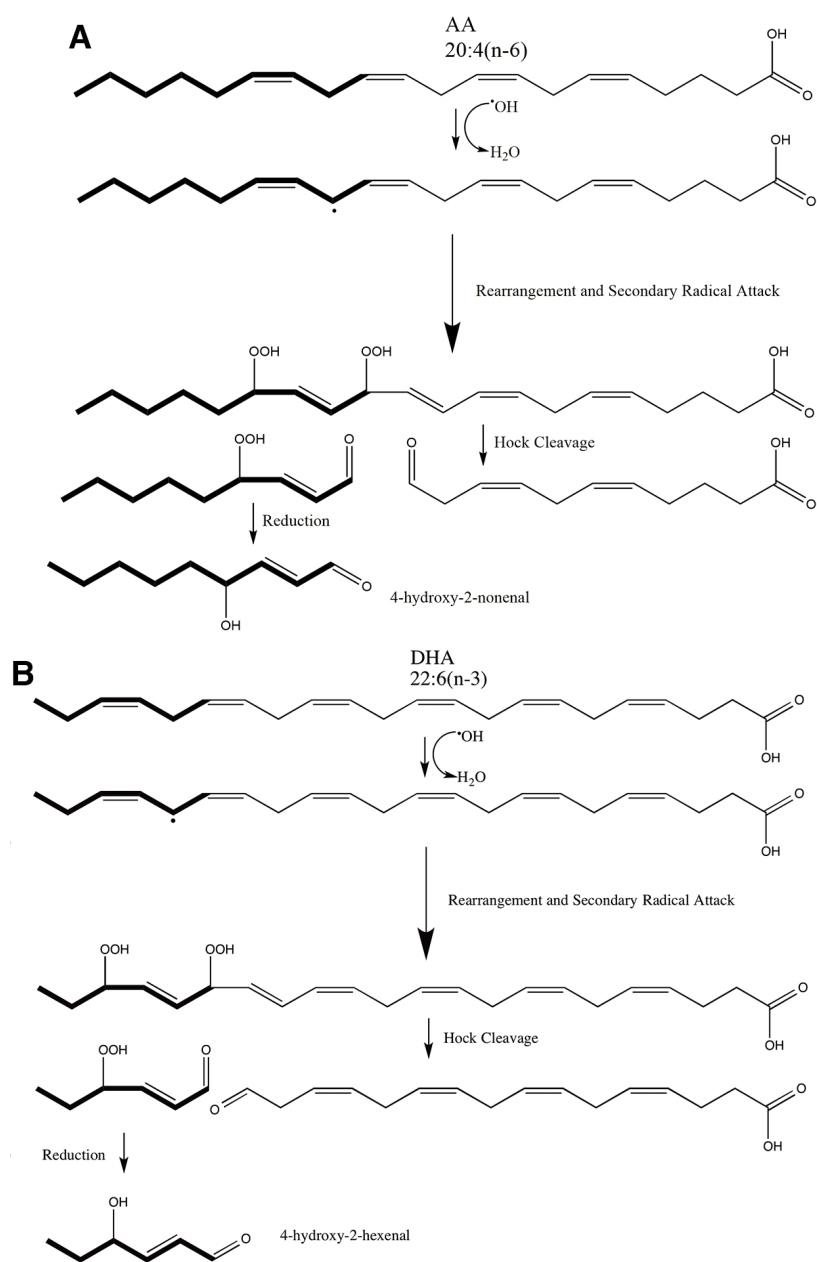 A
AA
20:4(n-6)
OH
O
•OH
H2O
OH
O
Rearrangement and Secondary Radical Attack
OOH OOH OH
O
Hock Cleavage
OOH O O OH
O
Reduction
O
4-hydroxy-2-nonenal
OH
B
DHA
22:6(n-3)
O
OH
•OH
H2O
O
OH
Rearrangement and Secondary Radical Attack
OOH OOH
O
OH
Hock Cleavage
OOH O
O
O
OH
Reduction
OH
O
4-hydroxy-2-hexenal